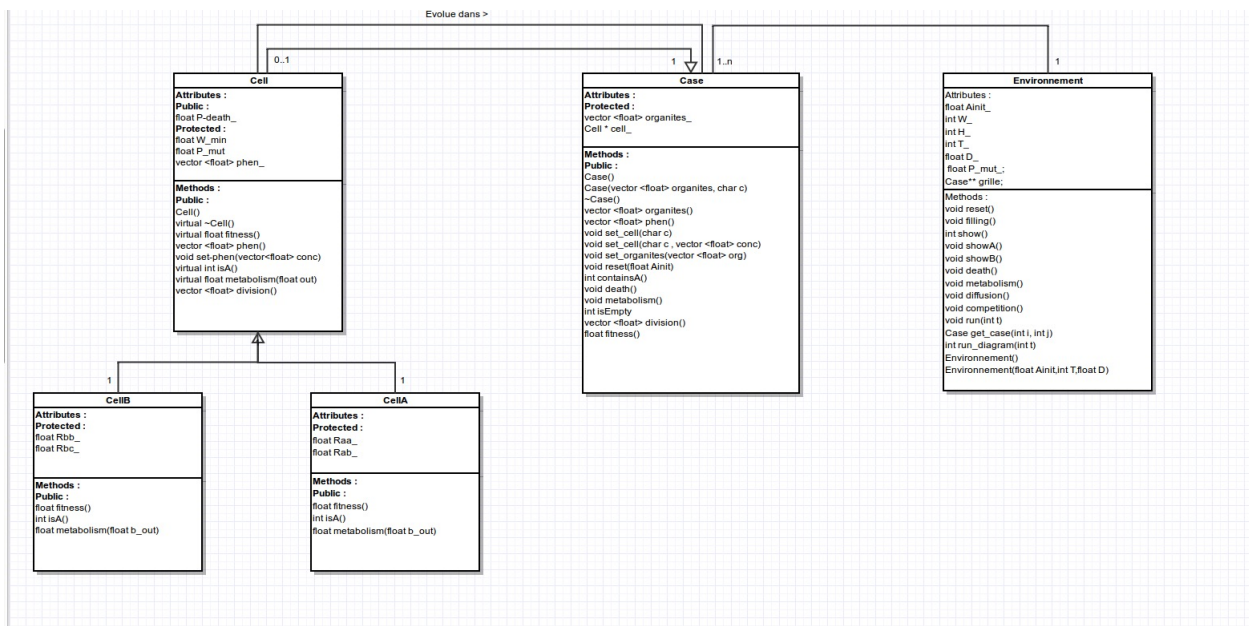 Evolue dans >
0..1
1
1..n
1
Cell
Attributes :
Public :
float P-death_
Protected :
float W_min
float P_mut
vector <float> phen_
Methods :
Public :
Cell()
virtual ~Cell()
virtual float fitness()
vector <float> phen()
void set-phen(vector<float> conc)
virtual int isA()
virtual float metabolism(float out)
vector <float> division()
Case
Attributes :
Protected :
vector <float> organites_
Cell * cell_
Methods :
Public :
Case()
Case(vector <float> organites, char c)
~Case()
vector <float> organites()
vector <float> phen()
void set_cell(char c)
void set_cell(char c , vector <float> conc)
void set_organites(vector <float> org)
void reset(float Ainit)
int containsA()
void death()
void metabolism()
int isEmpty
vector <float> division()
float fitness()
Environnement
Attributes :
float Ainit_
int W_
int H_
int T_
float D_
float P_mut_;
Case** grille;
Methods :
void reset()
void filling()
int show()
void showA()
void showB()
void death()
void metabolism()
void diffusion()
void competition()
void run(int t)
Case get_case(int i, int j)
int run_diagram(int t)
Environnement()
Environnement(float Ainit,int T,float D)
1
1
CellB
Attributes :
Protected :
float Rbb_
float Rbc_
Methods :
Public :
float fitness()
int isA()
float metabolism(float b_out)
CellA
Attributes :
Protected :
float Raa_
float Rab_
Methods :
Public :
float fitness()
int isA()
float metabolism(float b_out)